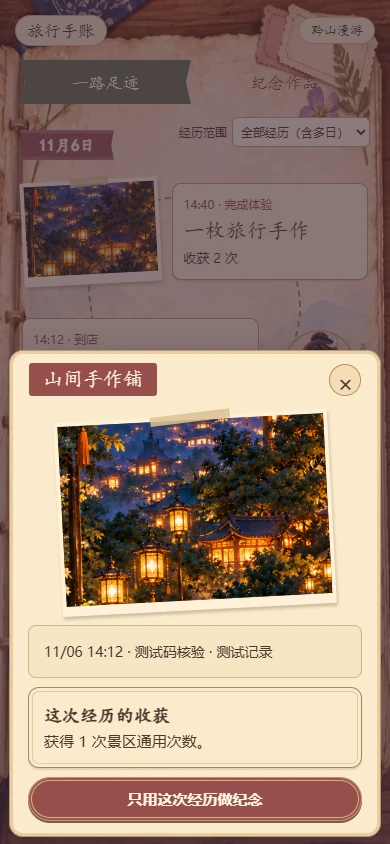 旅行手账
黔山漫游
一路足迹
纪念作品
经历范围
全部经历（含多日）
11月6日
14:40 · 完成体验
一枚旅行手作
收获 2 次
14:12 · 到店
山间手作铺
11/06 14:12 · 测试码核验 · 测试记录
这次经历的收获
获得 1 次景区通用次数。
只用这次经历做纪念